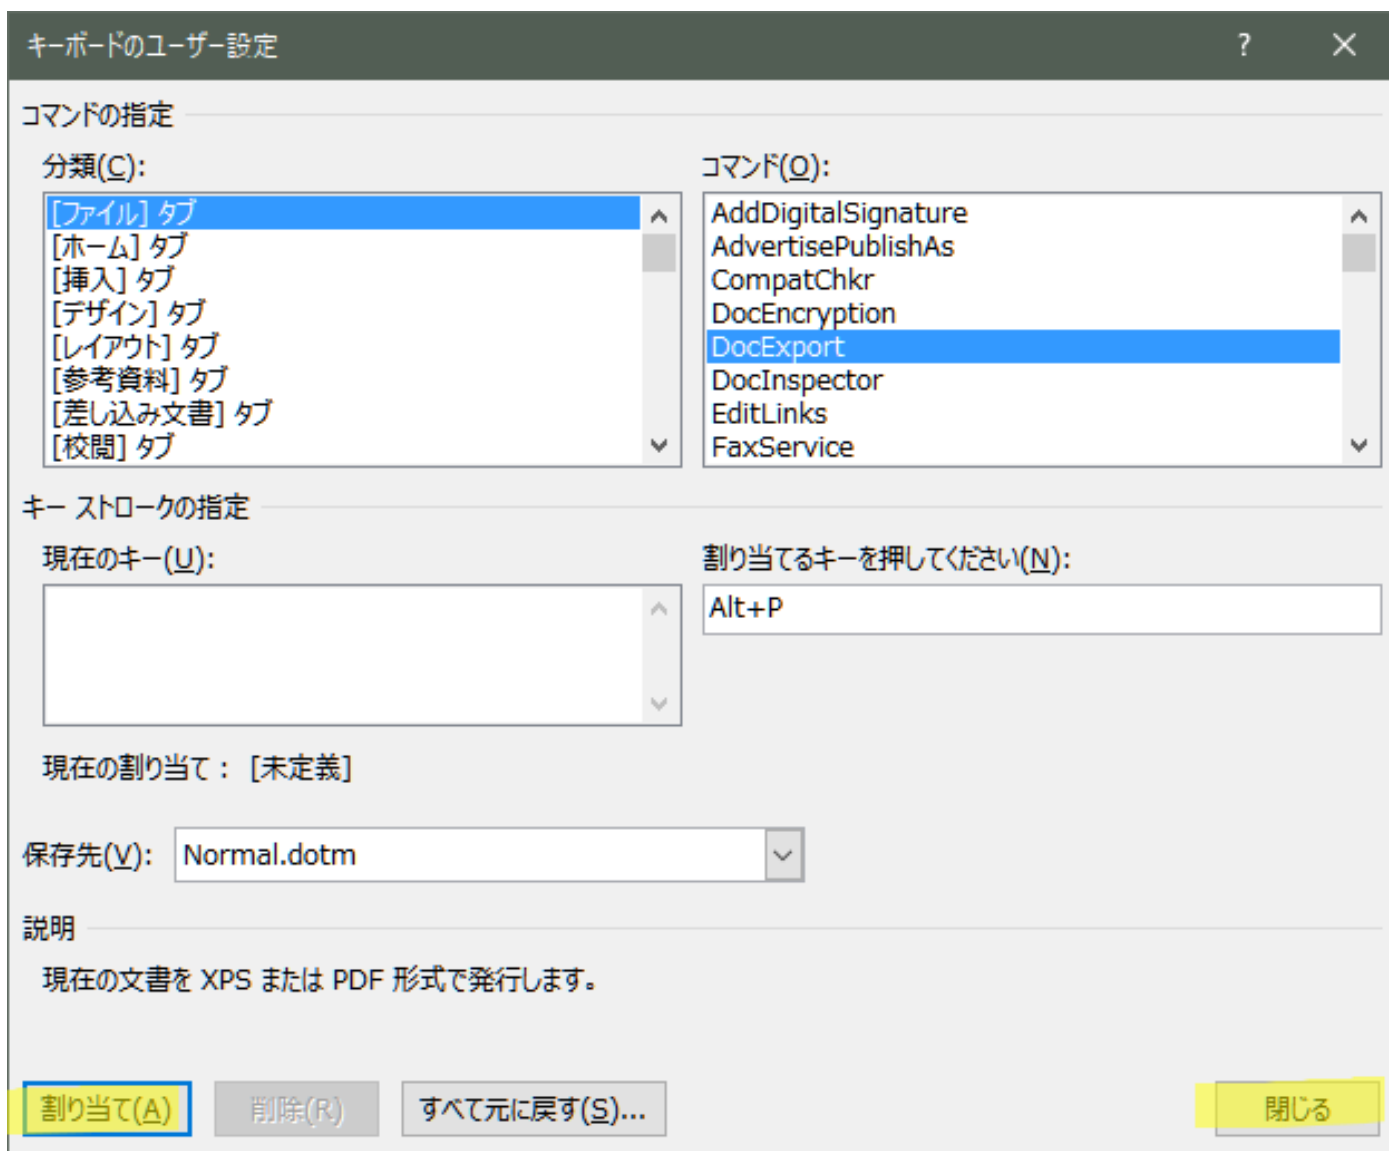 キーボードのユーザー設定 ? ×
コマンドの指定
分類(C):
[ファイル] タブ
[ホーム] タブ
[挿入] タブ
[デザイン] タブ
[レイアウト] タブ
[参考資料] タブ
[差し込み文書] タブ
[校閲] タブ
コマンド(O):
AddDigitalSignature
AdvertisePublishAs
CompatChkr
DocEncryption
DocExport
DocInspector
EditLinks
FaxService
キー ストロークの指定
現在のキー(U):
割り当てるキーを押してください(N):
Alt+P
現在の割り当て： [未定義]
保存先(V): Normal.dotm
説明
現在の文書を XPS または PDF 形式で発行します。
割り当て(A) 削除(R) すべて元に戻す(S)... 閉じる